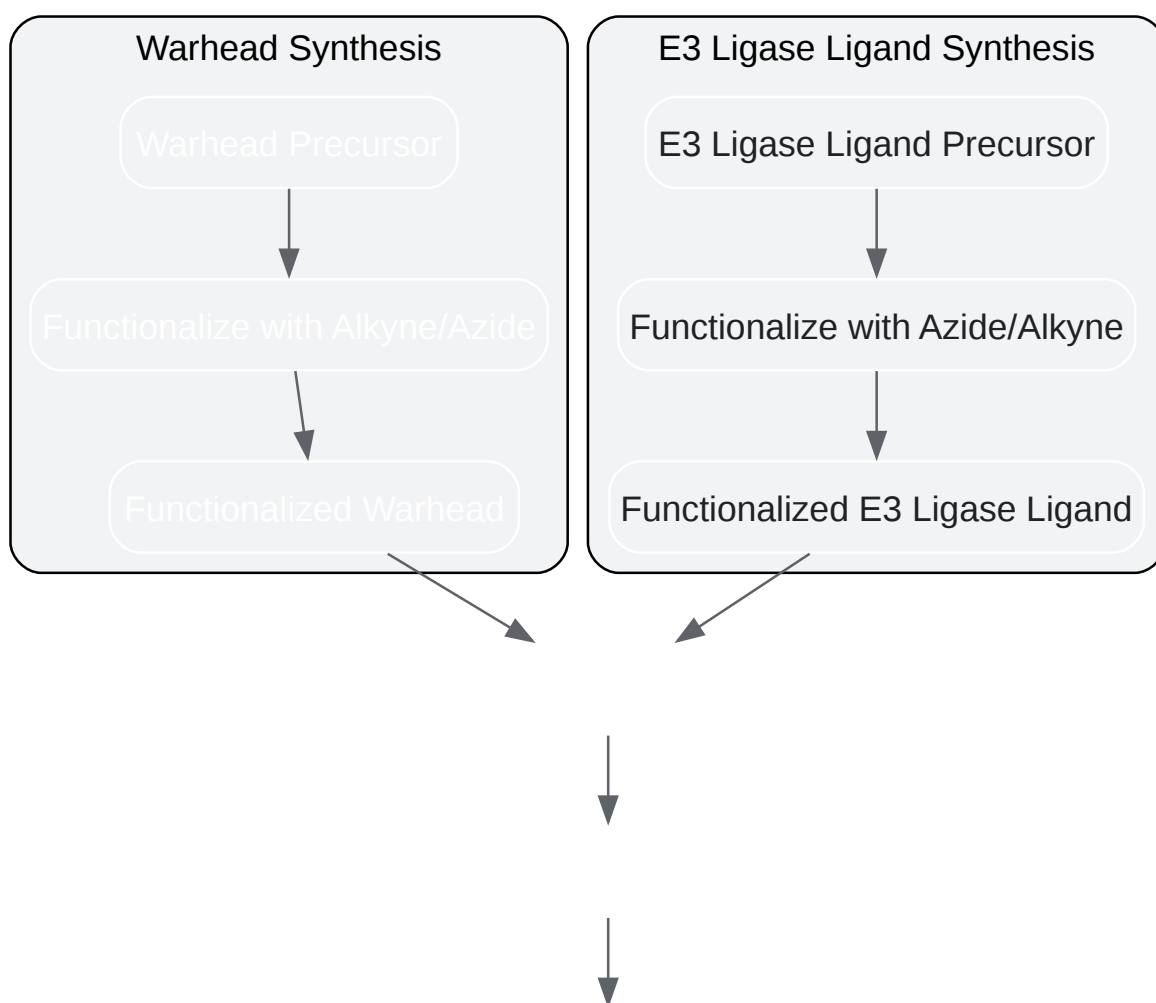 Warhead Synthesis
Warhead Precursor
Functionalize with Alkyne/Azide
Functionalized Warhead
E3 Ligase Ligand Synthesis
E3 Ligase Ligand Precursor
Functionalize with Azide/Alkyne
Functionalized E3 Ligase Ligand